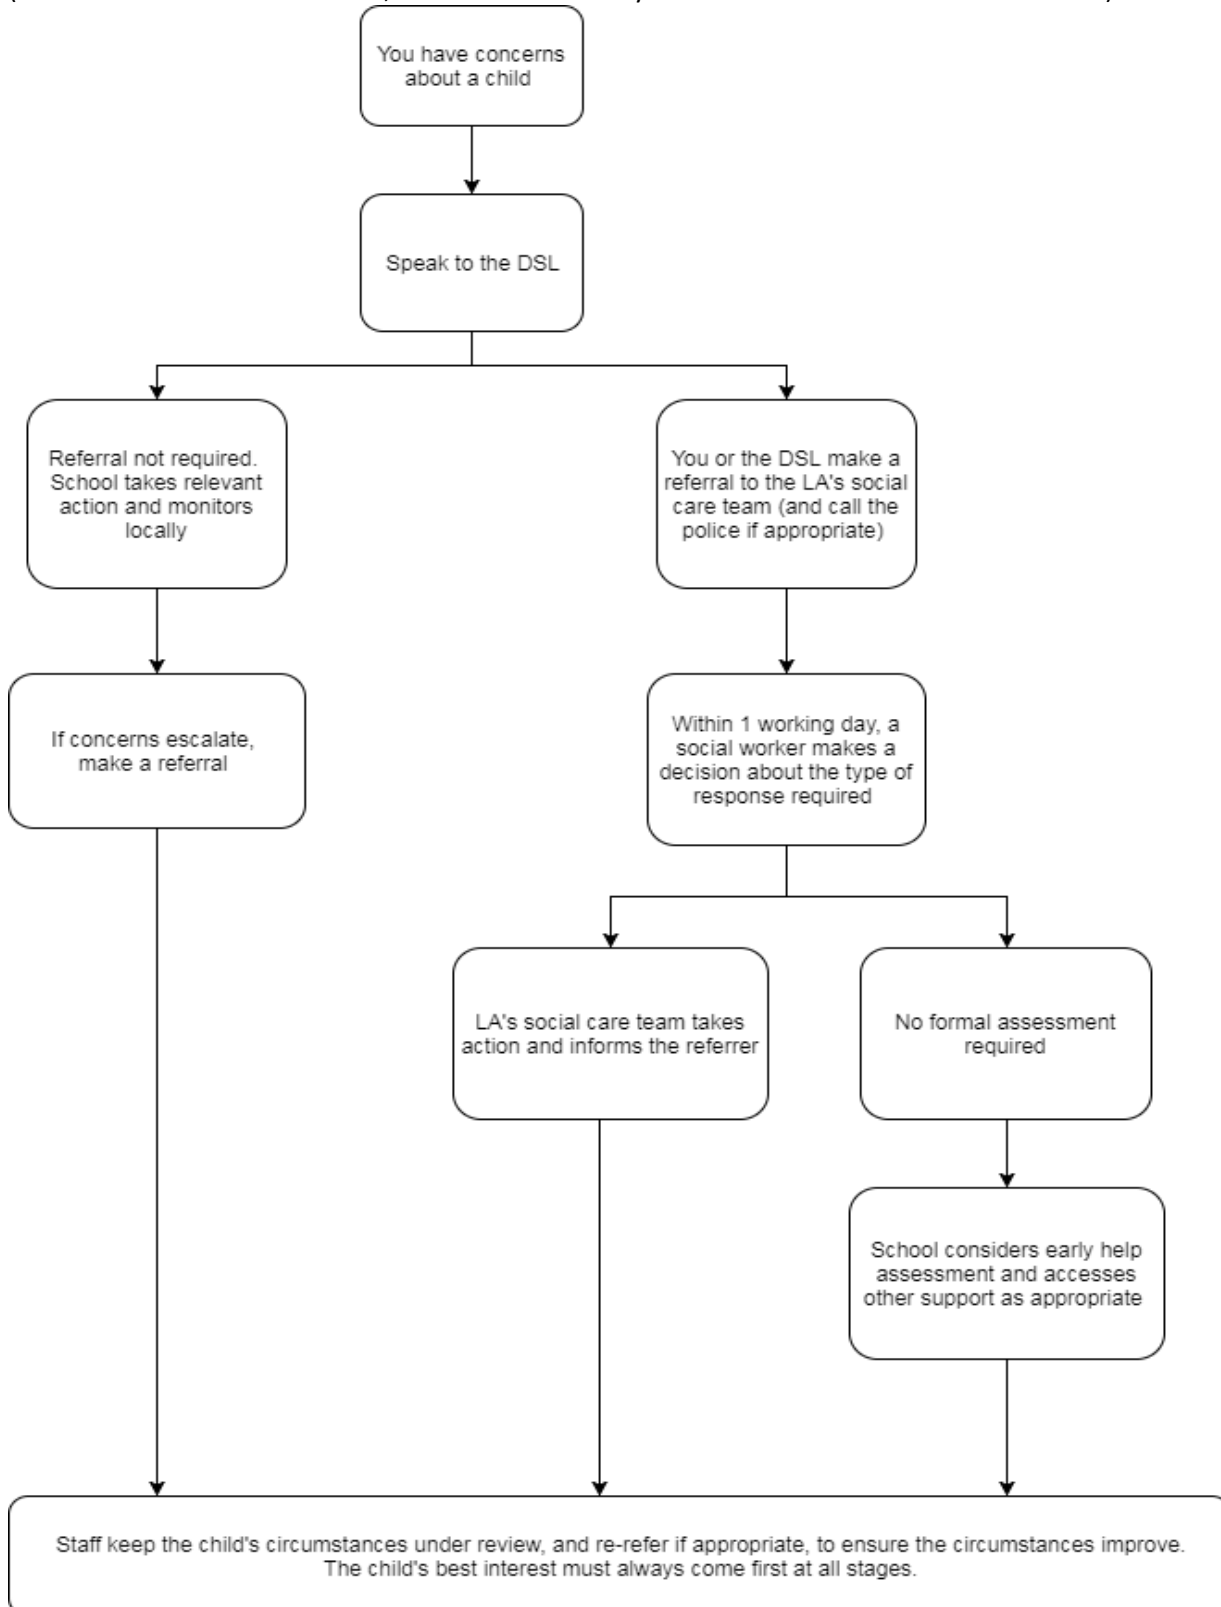 You have concerns
about a child
Speak to the DSL
Referral not required.
School takes relevant
action and monitors
locally
You or the DSL make a
referral to the LA's social
care team (and call the
police if appropriate)
If concerns escalate,
make a referral
Within 1 working day, a
social worker makes a
decision about the type of
response required
LA's social care team takes
action and informs the referrer
No formal assessment
required
School considers early help
assessment and accesses
other support as appropriate
Staff keep the child's circumstances under review, and re-refer if appropriate, to ensure the circumstances improve.
The child's best interest must always come first at all stages.